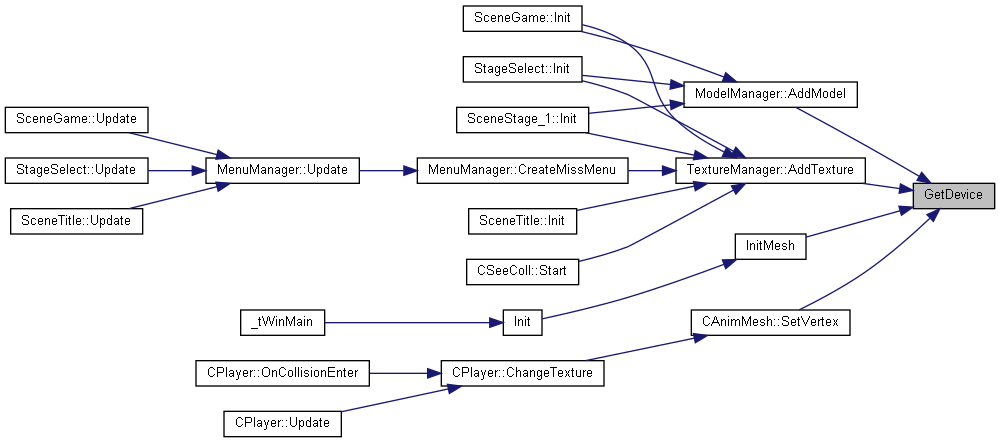 SceneGame::Init
StageSelect::Init
ModelManager::AddModel
SceneGame::Update
SceneStage_1::Init
StageSelect::Update
MenuManager::Update
MenuManager::CreateMissMenu
TextureManager::AddTexture
GetDevice
SceneTitle::Update
SceneTitle::Init
InitMesh
CSeeColl::Start
_tWinMain
Init
CAnimMesh::SetVertex
CPlayer::OnCollisionEnter
CPlayer::ChangeTexture
CPlayer::Update